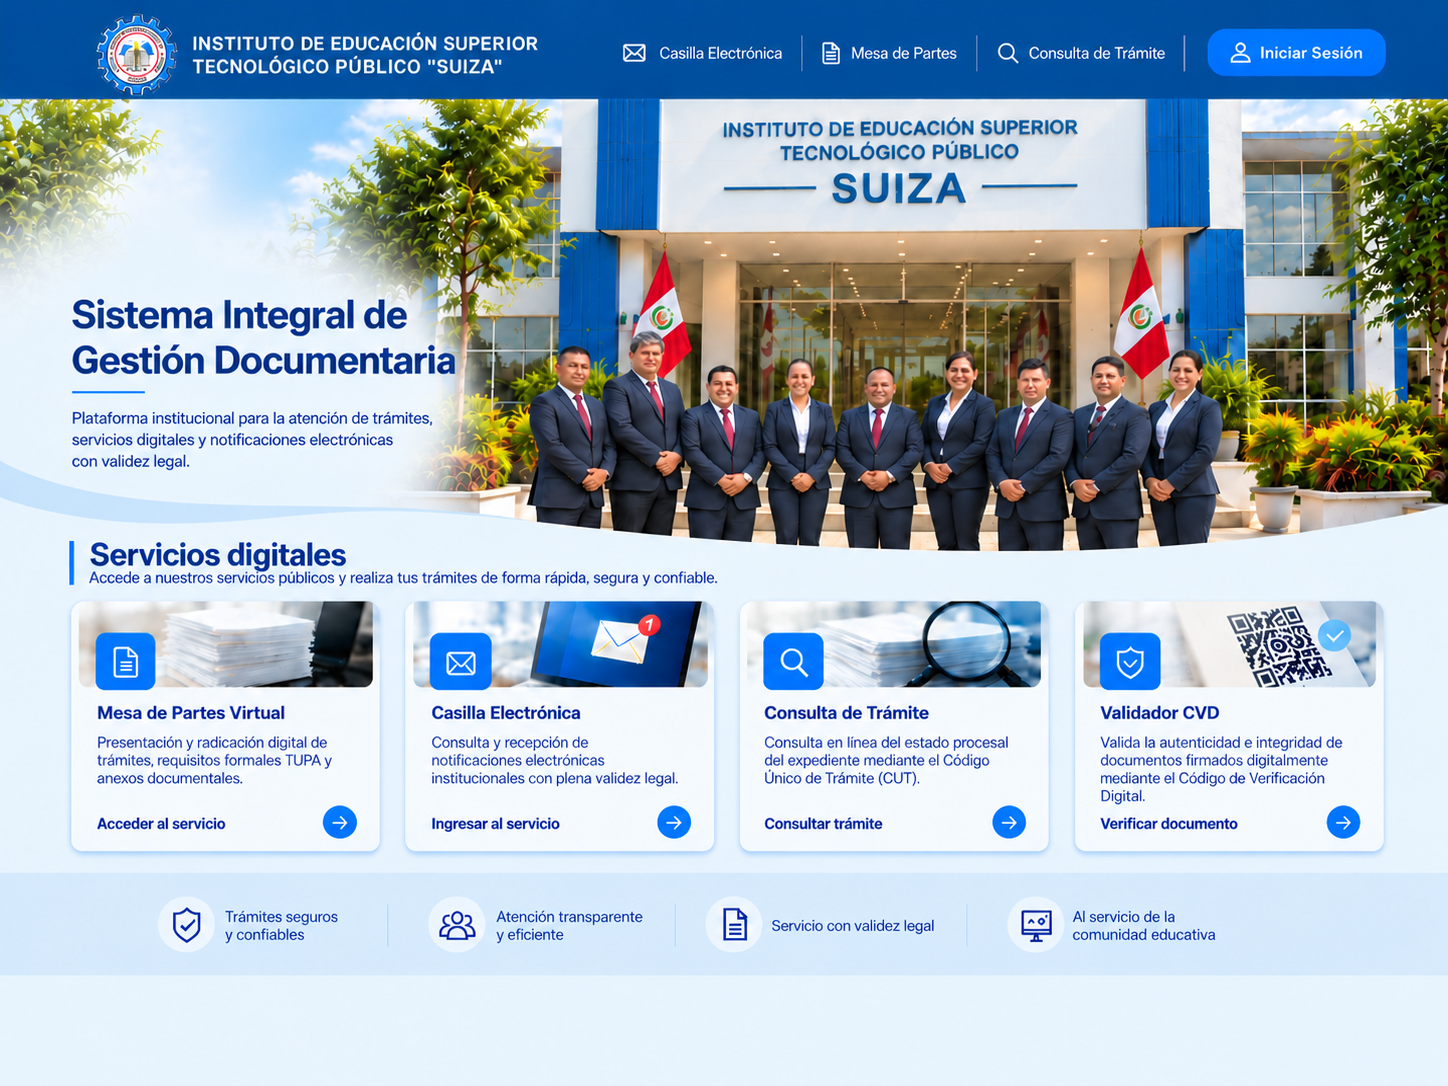 INSTITUTO DE EDUCACIÓN SUPERIOR
TECNOLÓGICO PÚBLICO "SUIZA"
Casilla Electrónica
Mesa de Partes
Consulta de Trámite
Iniciar Sesión
INSTITUTO DE EDUCACIÓN SUPERIOR
TECNOLÓGICO PÚBLICO
SUIZA
Sistema Integral de
Gestión Documentaria
Plataforma institucional para la atención de trámites,
servicios digitales y notificaciones electrónicas
con validez legal.
Servicios digitales
Accede a nuestros servicios públicos y realiza tus trámites de forma rápida, segura y confiable.
Mesa de Partes Virtual
Presentación y radicación digital de
trámites, requisitos formales TUPA y
anexos documentales.
Acceder al servicio
1
Casilla Electrónica
Consulta y recepción de
notificaciones electrónicas
institucionales con plena validez legal.
Ingresar al servicio
Consulta de Trámite
Consulta en línea del estado procesal
del expediente mediante el Código
Único de Trámite (CUT).
Consultar trámite
Validador CVD
Valida la autenticidad e integridad de
documentos firmados digitalmente
mediante el Código de Verificación
Digital.
Verificar documento
Trámites seguros
y confiables
Atención transparente
y eficiente
Servicio con validez legal
Al servicio de la
comunidad educativa